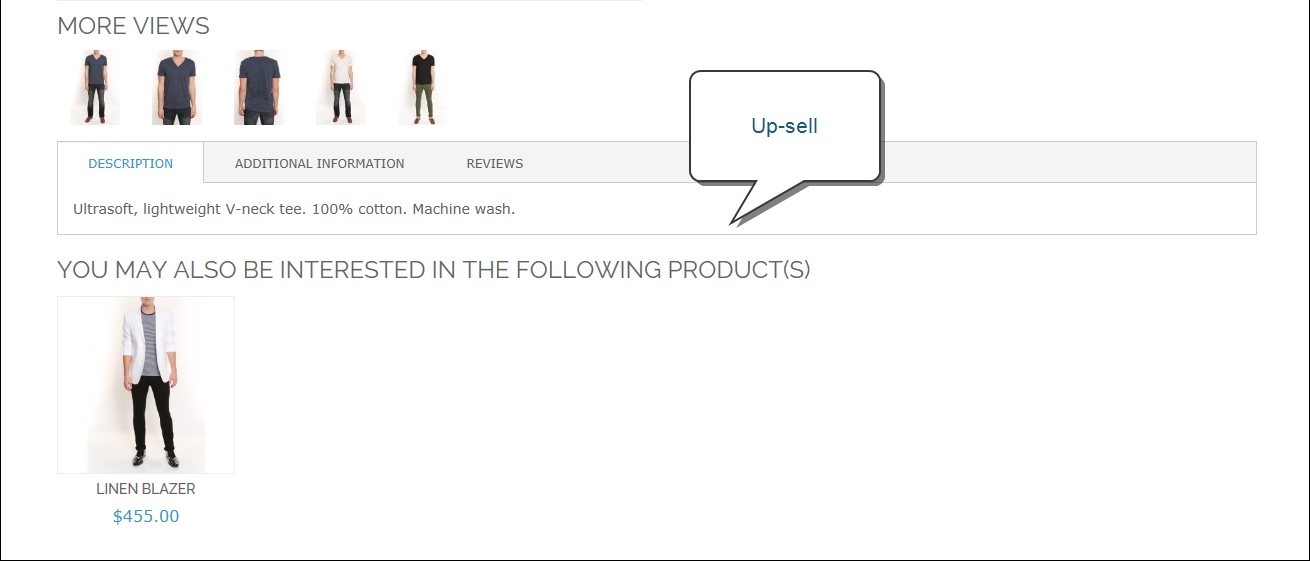 MORE VIEWS
Up-sell
DESCRIPTION ADDITIONAL INFORMATION REVIEWS
Ultrasoft, lightweight V-neck tee. 100% cotton. Machine wash.
YOU MAY ALSO BE INTERESTED IN THE FOLLOWING PRODUCT(S)
LINEN BLAZER
$455.00